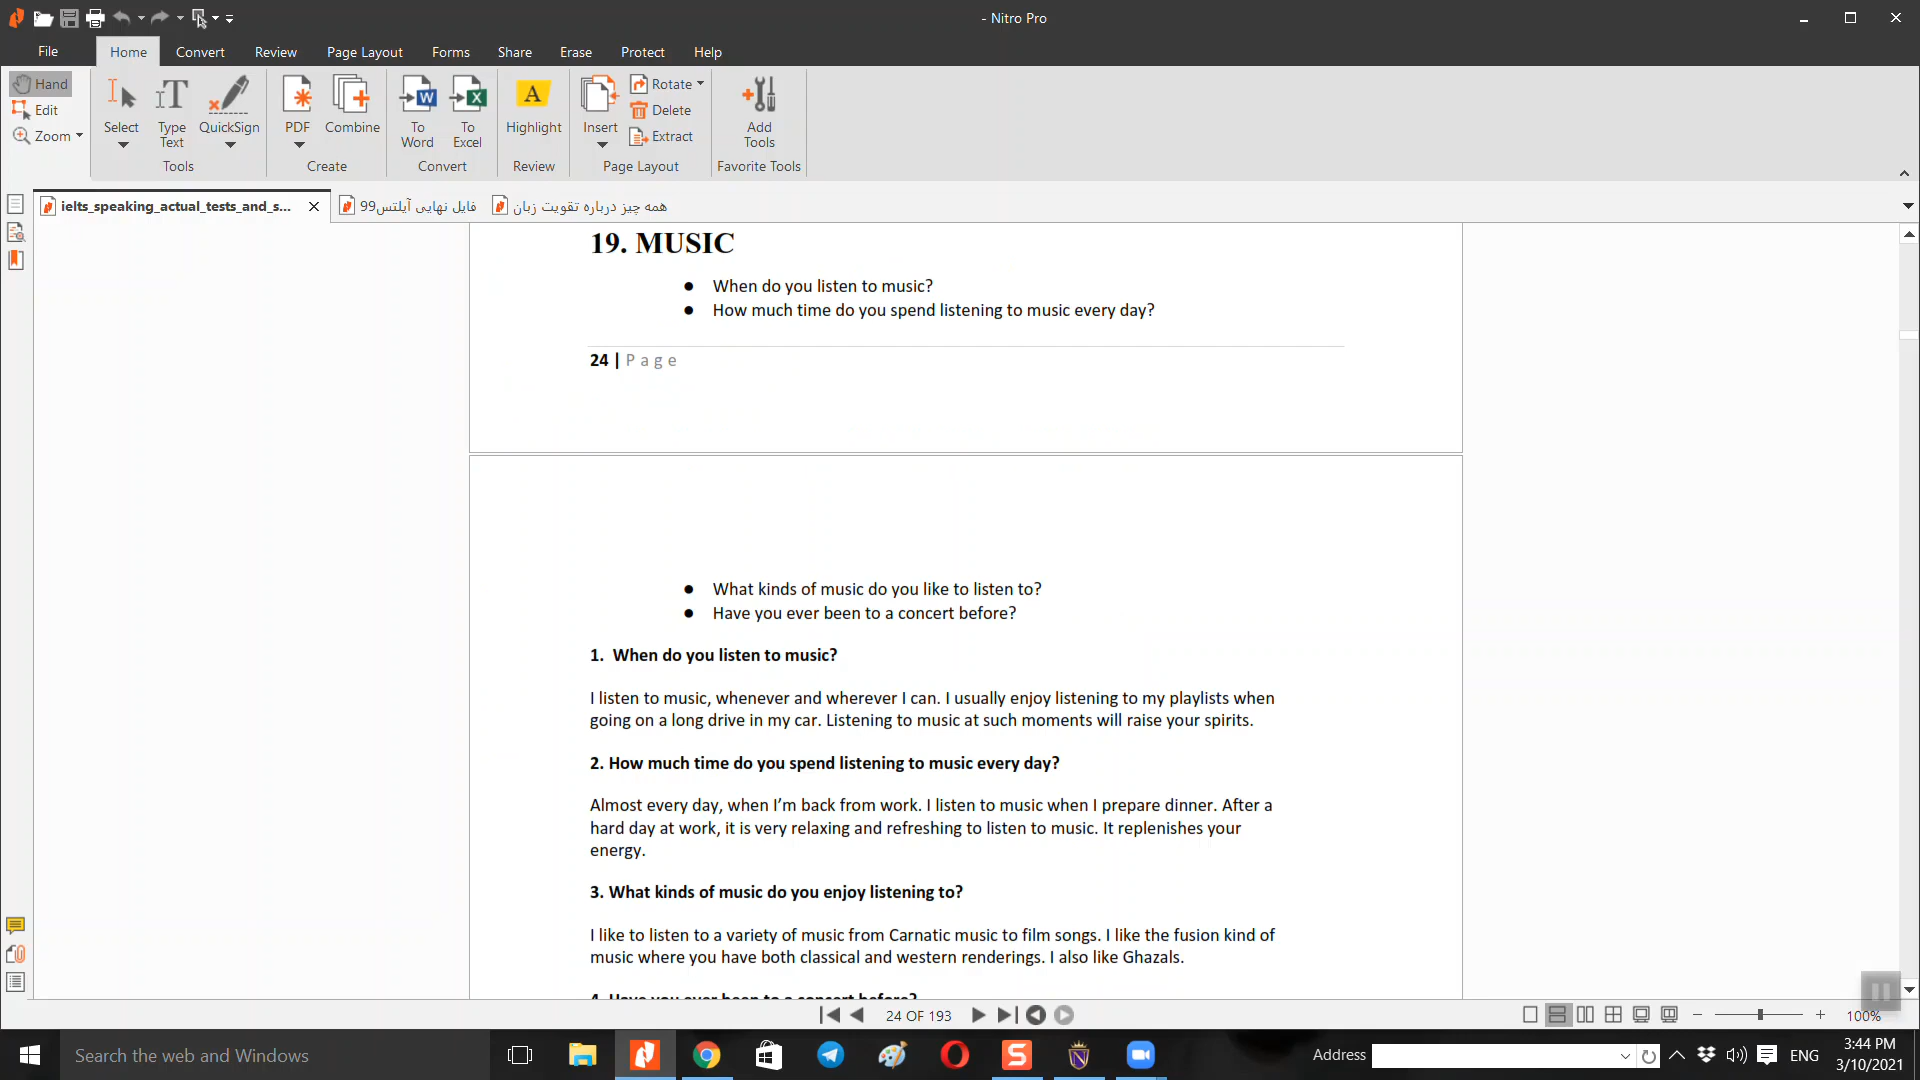 - Nitro Pro
File Home Convert Review Page Layout Forms Share Erase Protect Help
Hand
Edit
Zoom
Select
Type Text
QuickSign
Tools
PDF
Combine
Create
To Word
To Excel
Convert
Highlight
Review
Insert
Rotate
Delete
Extract
Page Layout
Add Tools
Favorite Tools
ielts_speaking_actual_tests_and_s...
فایل نهایی آیلتس99
همه چیز درباره تقویت زبان
19. MUSIC
● When do you listen to music?
● How much time do you spend listening to music every day?
24 | Page
● What kinds of music do you like to listen to?
● Have you ever been to a concert before?
1. When do you listen to music?
I listen to music, whenever and wherever I can. I usually enjoy listening to my playlists when
going on a long drive in my car. Listening to music at such moments will raise your spirits.
2. How much time do you spend listening to music every day?
Almost every day, when I’m back from work. I listen to music when I prepare dinner. After a
hard day at work, it is very relaxing and refreshing to listen to music. It replenishes your
energy.
3. What kinds of music do you enjoy listening to?
I like to listen to a variety of music from Carnatic music to film songs. I like the fusion kind of
music where you have both classical and western renderings. I also like Ghazals.
4. Have you ever been to a concert before?
24 OF 193
100%
Search the web and Windows
Address
ENG
3:44 PM
3/10/2021